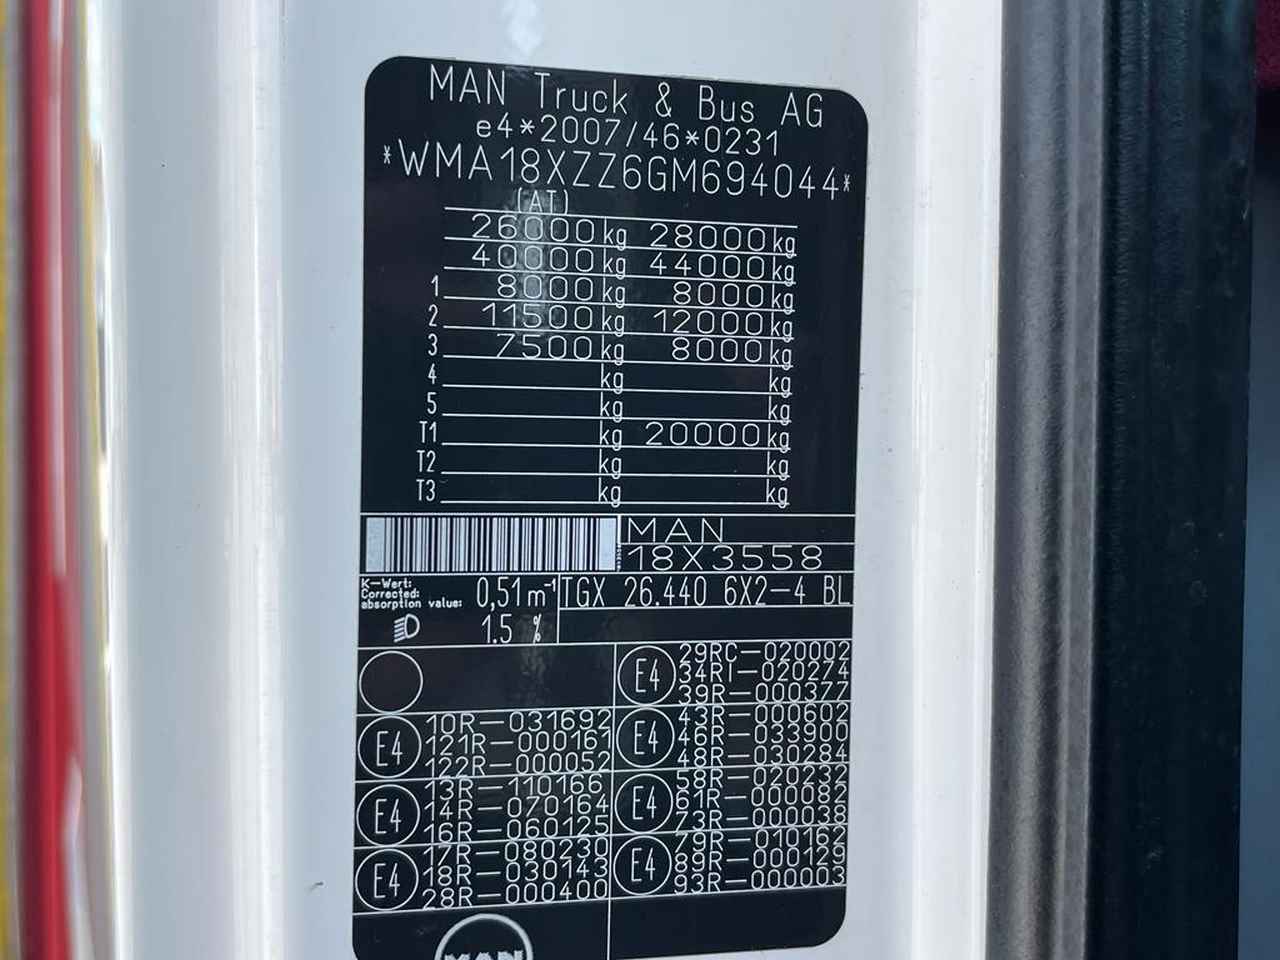 MAN Truck & Bus AG
e4*2007/46*0231
*WMA18XZZ6GM694044*
(AT)
26000 kg 28000 kg
40000 kg 44000 kg
1 8000 kg 8000 kg
2 11500 kg 12000 kg
3 7500 kg 8000 kg
4 kg kg
5 kg kg
T1 kg 20000 kg
T2 kg kg
T3 kg kg
MAN
18X3558
K-Wert:
Corrected:
absorption value: 0,51 m-1
TGX 26.440 6X2-4 BL
1.5 %
E4
10R-031692
121R-000161
122R-000052
E4
13R-110166
14R-070164
16R-060125
E4
17R-080230
18R-030143
28R-000400
E4
29RC-020002
34RI-020274
39R-000377
E4
43R-000602
46R-033900
48R-030284
E4
58R-020232
61R-000082
73R-000038
E4
79R-010162
89R-000129
93R-000003
MAN